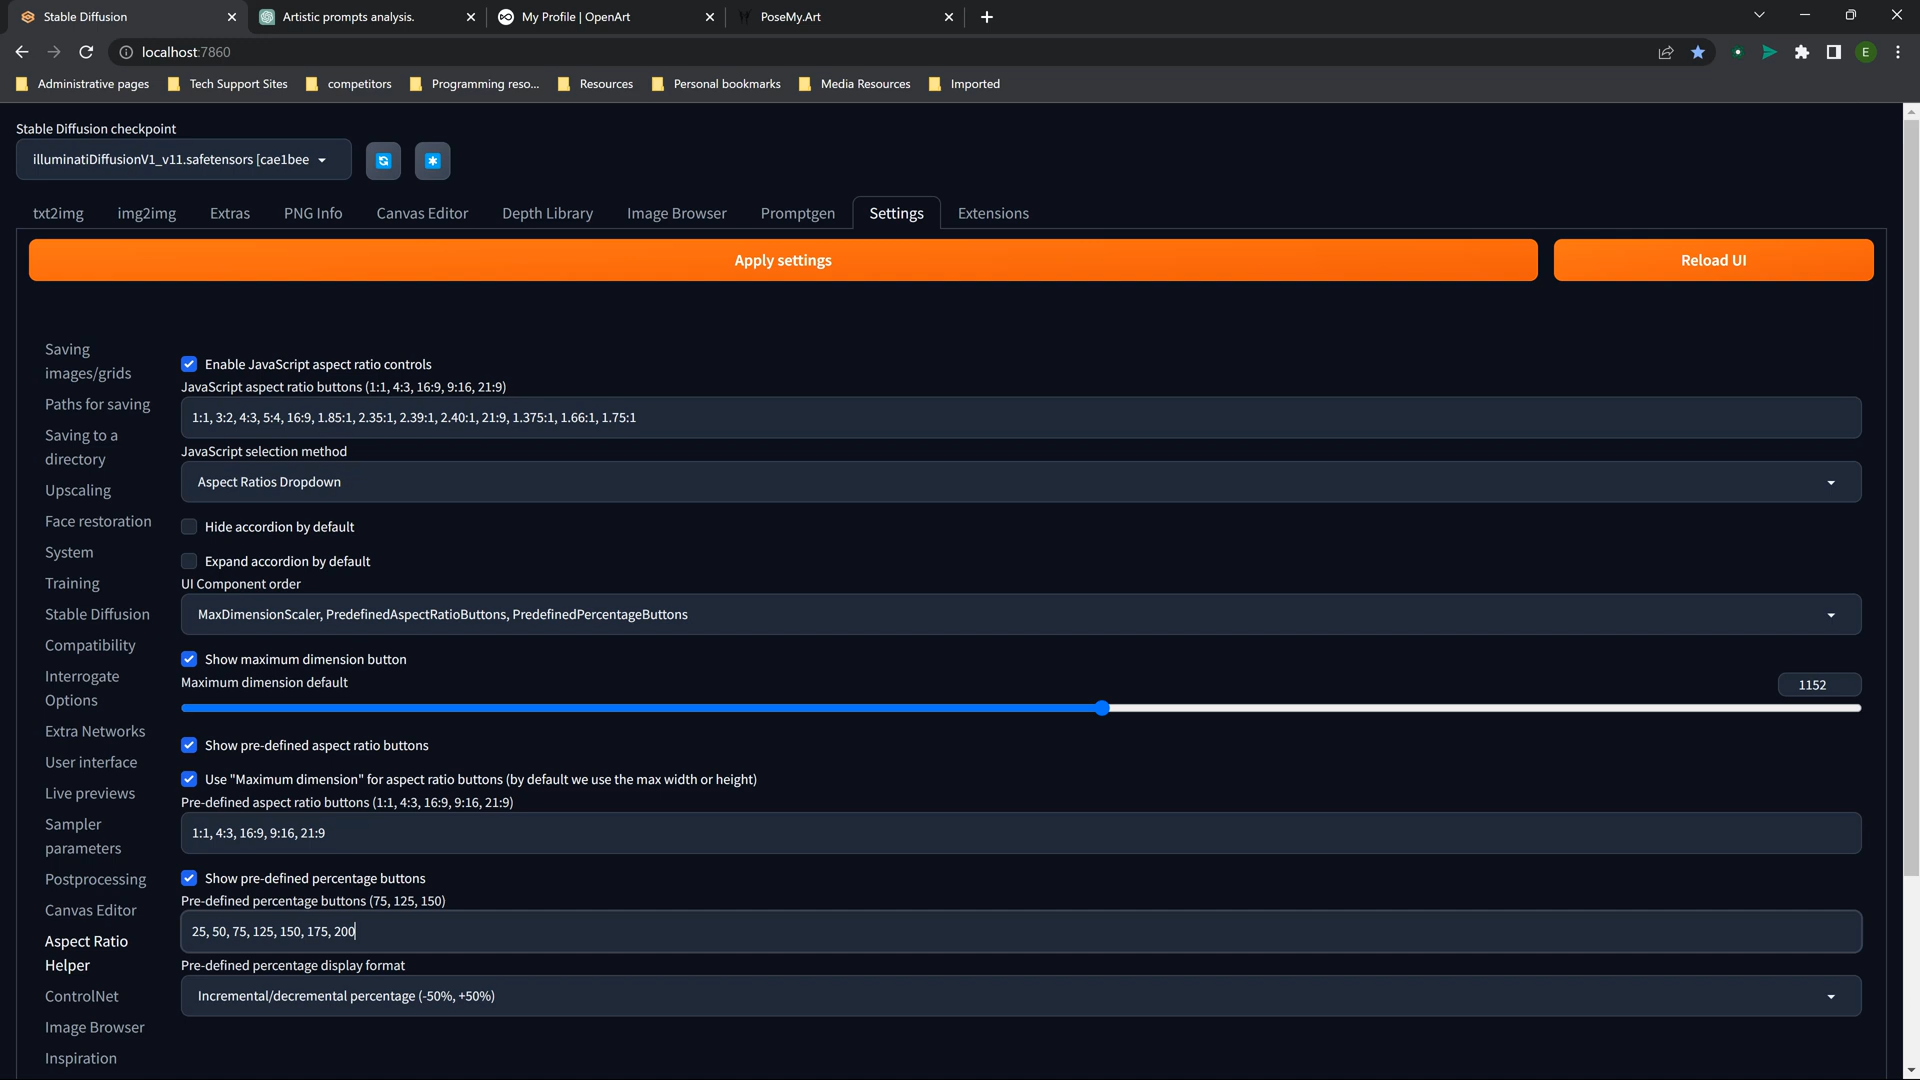 Stable Diffusion
Artistic prompts analysis.
My Profile | OpenArt
PoseMy.Art
localhost:7860
E
Administrative pages
Tech Support Sites
competitors
Programming reso...
Resources
Personal bookmarks
Media Resources
Imported
Stable Diffusion checkpoint
illuminatiDiffusionV1_v11.safetensors [cae1bee
txt2img
img2img
Extras
PNG Info
Canvas Editor
Depth Library
Image Browser
Promptgen
Settings
Extensions
Apply settings
Reload UI
Saving
images/grids
Paths for saving
Saving to a
directory
Upscaling
Face restoration
System
Training
Stable Diffusion
Compatibility
Interrogate
Options
Extra Networks
User interface
Live previews
Sampler
parameters
Postprocessing
Canvas Editor
Aspect Ratio
Helper
ControlNet
Image Browser
Inspiration
Enable JavaScript aspect ratio controls
JavaScript aspect ratio buttons (1:1, 4:3, 16:9, 9:16, 21:9)
1:1, 3:2, 4:3, 5:4, 16:9, 1.85:1, 2.35:1, 2.39:1, 2.40:1, 21:9, 1.375:1, 1.66:1, 1.75:1
JavaScript selection method
Aspect Ratios Dropdown
Hide accordion by default
Expand accordion by default
UI Component order
MaxDimensionScaler, PredefinedAspectRatioButtons, PredefinedPercentageButtons
Show maximum dimension button
Maximum dimension default
1152
Show pre-defined aspect ratio buttons
Use "Maximum dimension" for aspect ratio buttons (by default we use the max width or height)
Pre-defined aspect ratio buttons (1:1, 4:3, 16:9, 9:16, 21:9)
1:1, 4:3, 16:9, 9:16, 21:9
Show pre-defined percentage buttons
Pre-defined percentage buttons (75, 125, 150)
25, 50, 75, 125, 150, 175, 200
Pre-defined percentage display format
Incremental/decremental percentage (-50%, +50%)